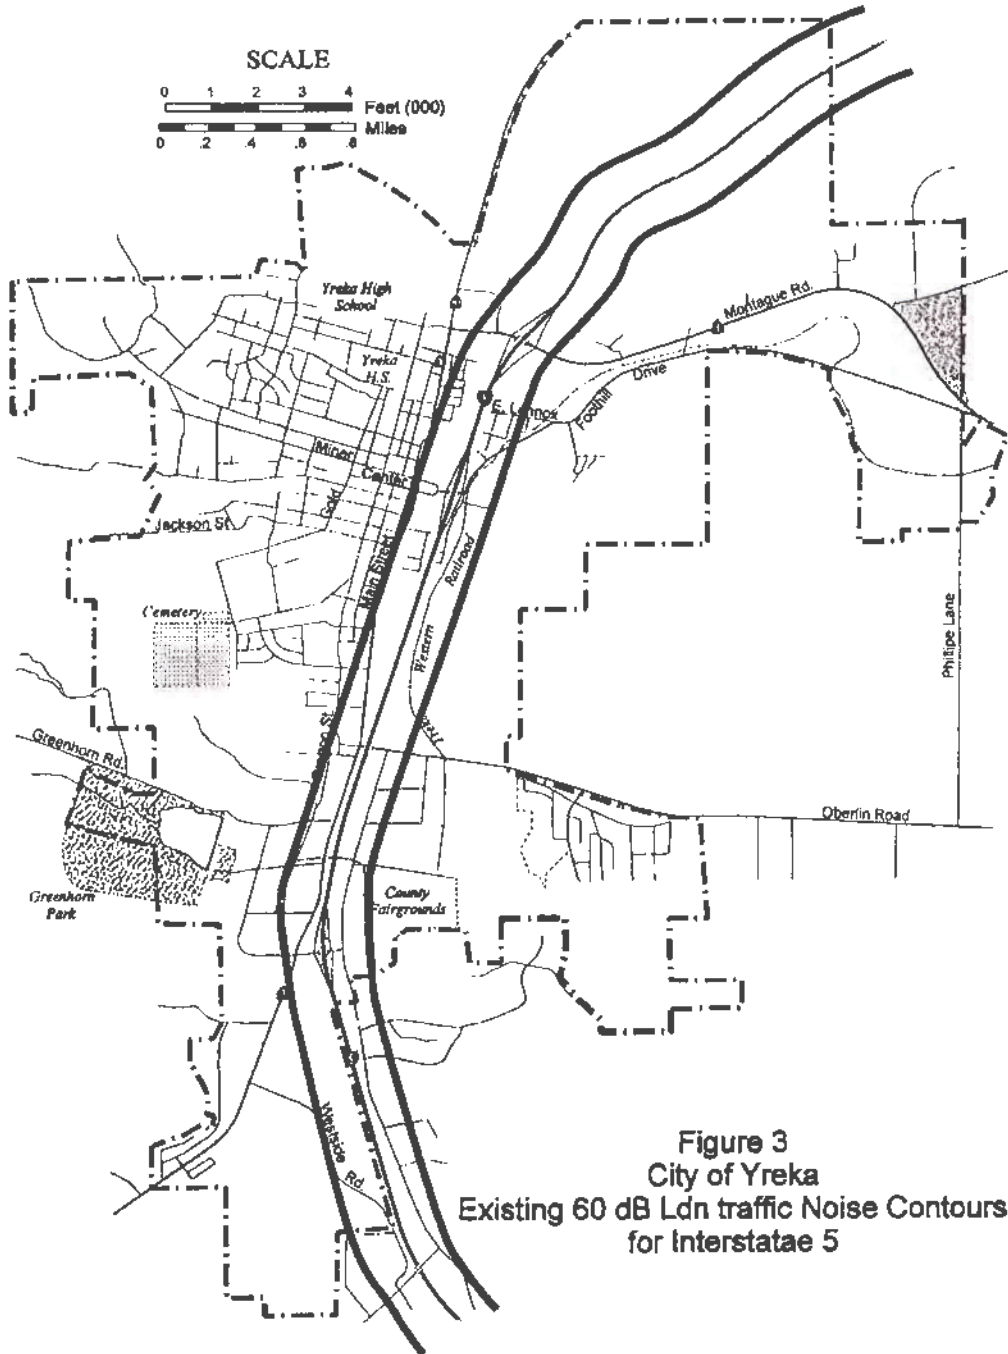 SCALE
0 1 2 3 4
Feet (000)
Miles
0 .2 .4 .6 .8
Yreka High
School
Yreka
H.S.
Montague Rd.
Drive
Foothill
E. Lennox
Miner
Center
Gold
Jackson St
Main Street
Railroad
Western
Cemetery
Phillipe Lane
Greenhorn Rd.
St.
Oberlin Road
Greenhorn
Park
County
Fairgrounds
Westside
Rd.
Figure 3
City of Yreka
Existing 60 dB Ldn traffic Noise Contours
for Interstatae 5